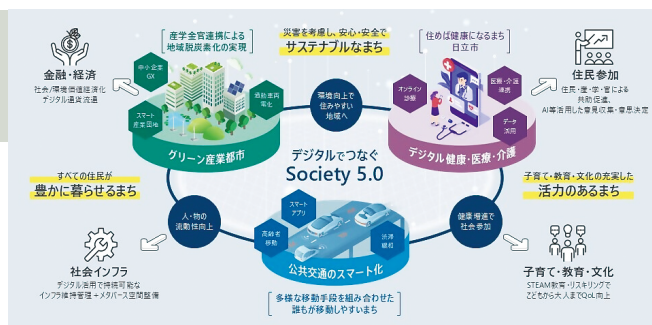 産学金官連携による
地域脱炭素化の実現
災害を考慮し、安心・安全で
サステナブルなまち
住めば健康になるまち
日立市
金融・経済
社会/環境価値経済化
デジタル通貨流通
中小企業
GX
通勤車両
電化
スマート
産業団地
グリーン産業都市
環境向上で
住みやすい
地域へ
オンライン
診療
医療・介護
連携
データ
活用
デジタル健康・医療・介護
住民参加
住民・産・学・官による
共助促進、
AI等活用した意見収集・意思決定
デジタルでつなぐ
Society 5.0
すべての住民が
豊かに暮らせるまち
子育て・教育・文化の充実した
活力のあるまち
人・物の
流動性向上
スマート
アプリ
高齢者
移動
渋滞
緩和
公共交通のスマート化
健康増進で
社会参加
社会インフラ
デジタル活用で持続可能な
インフラ維持管理+メタバース空間整備
多様な移動手段を組み合わせた
誰もが移動しやすいまち
子育て・教育・文化
STEAM教育・リスキリングで
こどもから大人までQoL向上